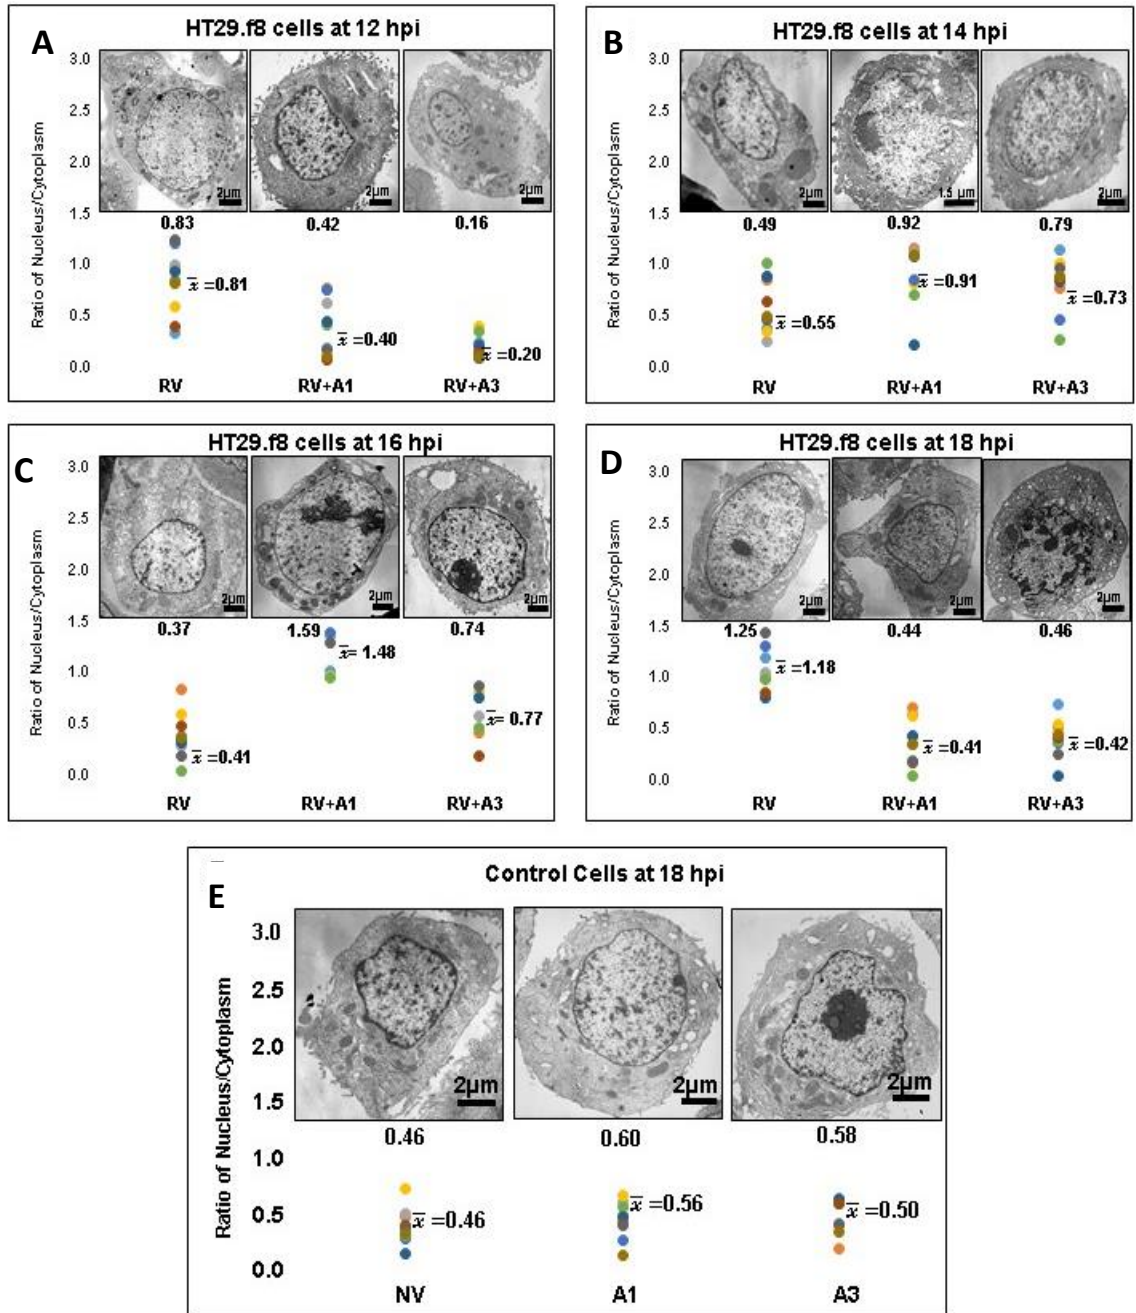 A
HT29.f8 cells at 12 hpi
Ratio of Nucleus/Cytoplasm
3.0
2.5
2.0
1.5
1.0
0.5
0.0
2µm
2µm
2µm
0.83
0.42
0.16
x̅ =0.81
x̅ =0.40
x̅ =0.20
RV
RV+A1
RV+A3
B
HT29.f8 cells at 14 hpi
Ratio of Nucleus/Cytoplasm
3.0
2.5
2.0
1.5
1.0
0.5
0.0
2µm
1.5 µm
2µm
0.49
0.92
0.79
x̅ =0.55
x̅ =0.91
x̅ =0.73
RV
RV+A1
RV+A3
C
HT29.f8 cells at 16 hpi
Ratio of Nucleus/Cytoplasm
3.0
2.5
2.0
1.5
1.0
0.5
0.0
2µm
2µm
2µm
0.37
1.59
0.74
x̅ =0.41
x̅= 1.48
x̅= 0.77
RV
RV+A1
RV+A3
D
HT29.f8 cells at 18 hpi
Ratio of Nucleus/Cytoplasm
3.0
2.5
2.0
1.5
1.0
0.5
0.0
2µm
2µm
2µm
1.25
0.44
0.46
x̅ =1.18
x̅ =0.41
x̅ =0.42
RV
RV+A1
RV+A3
E
Control Cells at 18 hpi
Ratio of Nucleus/Cytoplasm
3.0
2.5
2.0
1.5
1.0
0.5
0.0
2µm
2µm
2µm
0.46
0.60
0.58
x̅ =0.46
x̅ =0.56
x̅ =0.50
NV
A1
A3